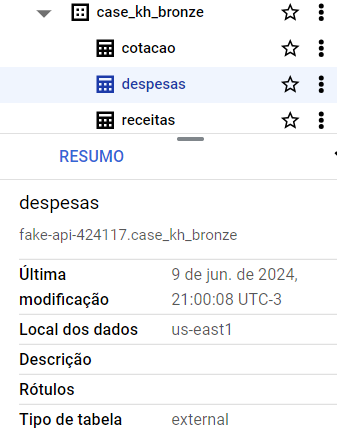 case_kh_bronze
cotacao
despesas
receitas
RESUMO
despesas
fake-api-424117.case_kh_bronze
Última modificação 9 de jun. de 2024, 21:00:08 UTC-3
Local dos dados us-east1
Descrição
Rótulos
Tipo de tabela external